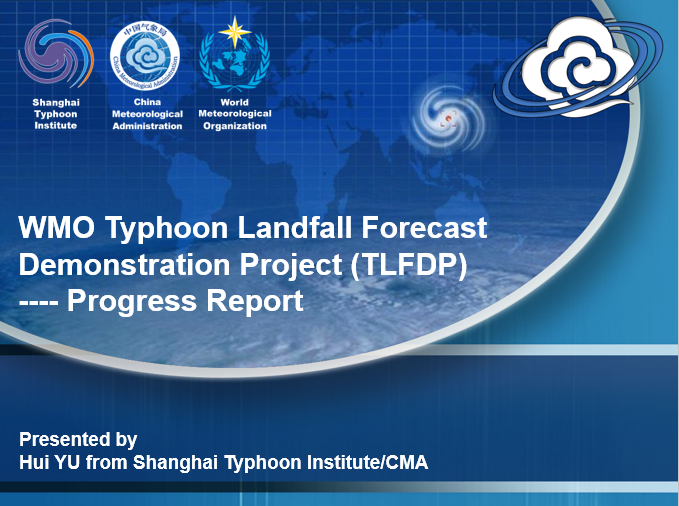 中国气象局
China Meteorological Administration
Shanghai
Typhoon
Institute
China
Meteorological
Administration
World
Meteorological
Organization
WMO Typhoon Landfall Forecast
Demonstration Project (TLFDP)
---- Progress Report
Presented by
Hui YU from Shanghai Typhoon Institute/CMA